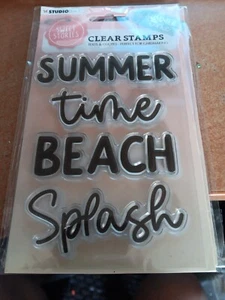 STUDIO
CLEAR STAMPS
SUMMER
time
BEACH
Splash